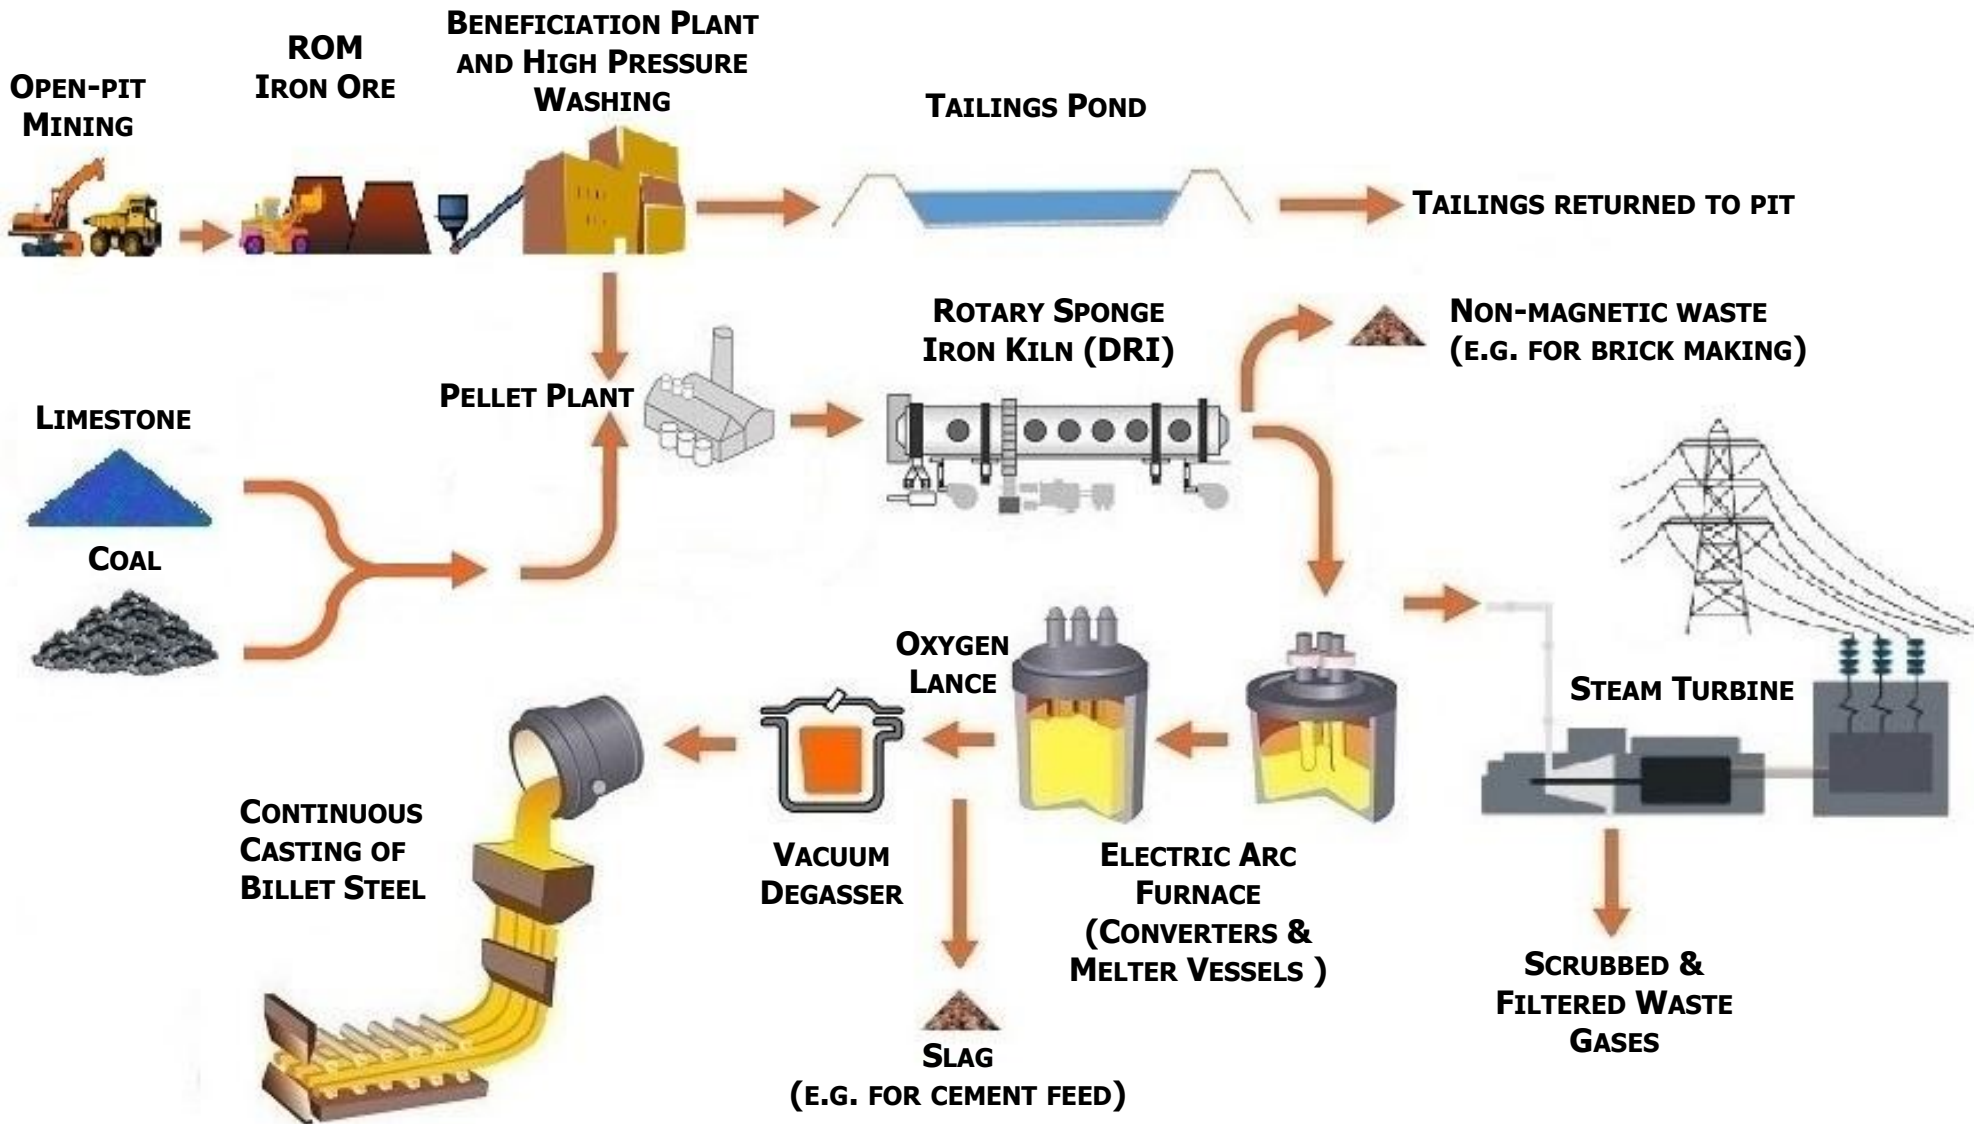 OPEN-PIT
MINING
ROM
IRON ORE
BENEFICIATION PLANT
AND HIGH PRESSURE
WASHING
TAILINGS POND
TAILINGS RETURNED TO PIT
ROTARY SPONGE
IRON KILN (DRI)
NON-MAGNETIC WASTE
(E.G. FOR BRICK MAKING)
PELLET PLANT
LIMESTONE
COAL
OXYGEN
LANCE
STEAM TURBINE
CONTINUOUS
CASTING OF
BILLET STEEL
VACUUM
DEGASSER
ELECTRIC ARC
FURNACE
(CONVERTERS &
MELTER VESSELS )
SCRUBBED &
FILTERED WASTE
GASES
SLAG
(E.G. FOR CEMENT FEED)